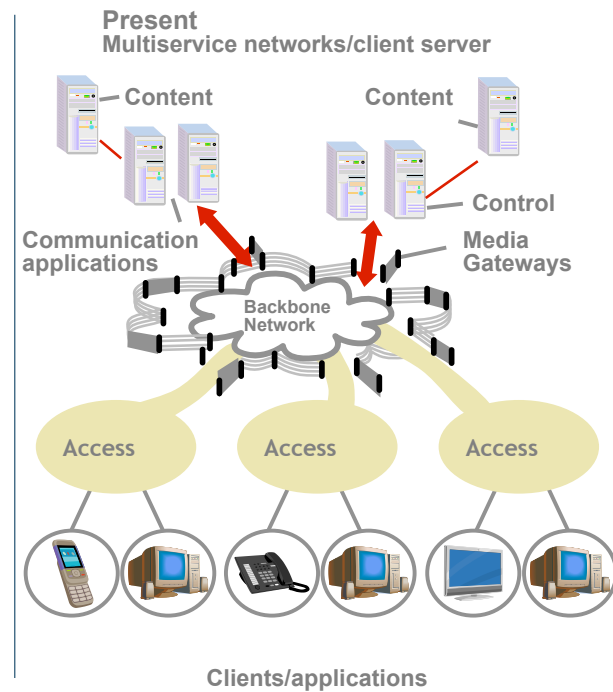 Present
Multiservice networks/client server
Content
Content
Control
Communication
applications
Media
Gateways
Backbone
Network
Access
Access
Access
Clients/applications